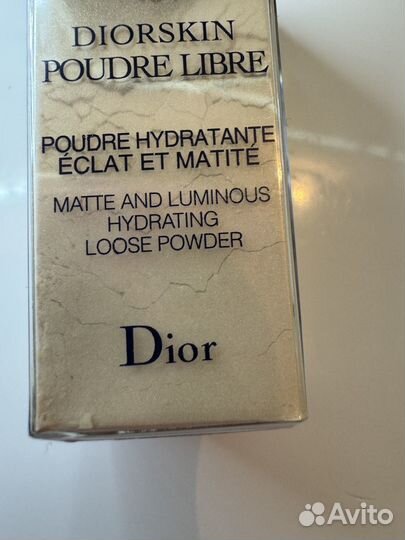 DIORSKIN
POUDRE LIBRE
POUDRE HYDRATANTE
ÉCLAT ET MATITÉ
MATTE AND LUMINOUS
HYDRATING
LOOSE POWDER
Dior
Avito